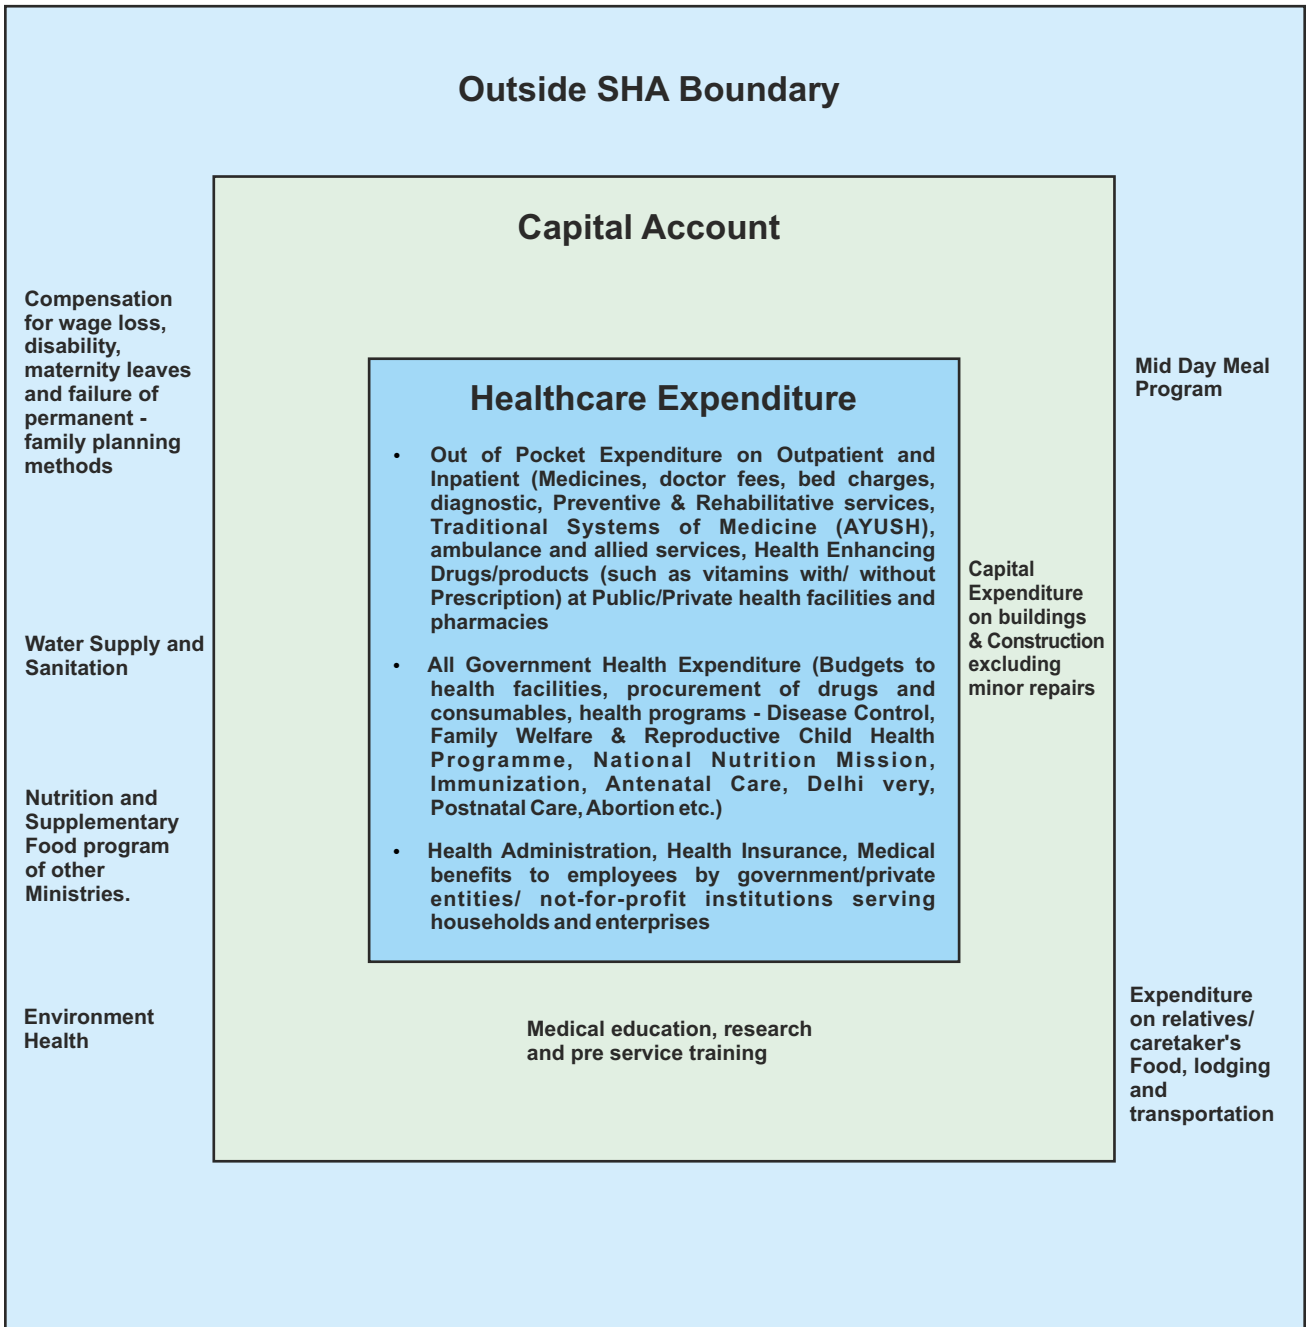 Outside SHA Boundary
Capital Account
Compensation
for wage loss,
disability,
maternity leaves
and failure of
permanent -
family planning
methods
Water Supply and
Sanitation
Nutrition and
Supplementary
Food program
of other
Ministries.
Environment
Health
Healthcare Expenditure
• Out of Pocket Expenditure on Outpatient and
Inpatient (Medicines, doctor fees, bed charges,
diagnostic, Preventive & Rehabilitative services,
Traditional Systems of Medicine (AYUSH),
ambulance and allied services, Health Enhancing
Drugs/products (such as vitamins with/ without
Prescription) at Public/Private health facilities and
pharmacies
• All Government Health Expenditure (Budgets to
health facilities, procurement of drugs and
consumables, health programs - Disease Control,
Family Welfare & Reproductive Child Health
Programme, National Nutrition Mission,
Immunization, Antenatal Care, Delhi very,
Postnatal Care, Abortion etc.)
• Health Administration, Health Insurance, Medical
benefits to employees by government/private
entities/ not-for-profit institutions serving
households and enterprises
Capital
Expenditure
on buildings
& Construction
excluding
minor repairs
Medical education, research
and pre service training
Mid Day Meal
Program
Expenditure
on relatives/
caretaker's
Food, lodging
and
transportation